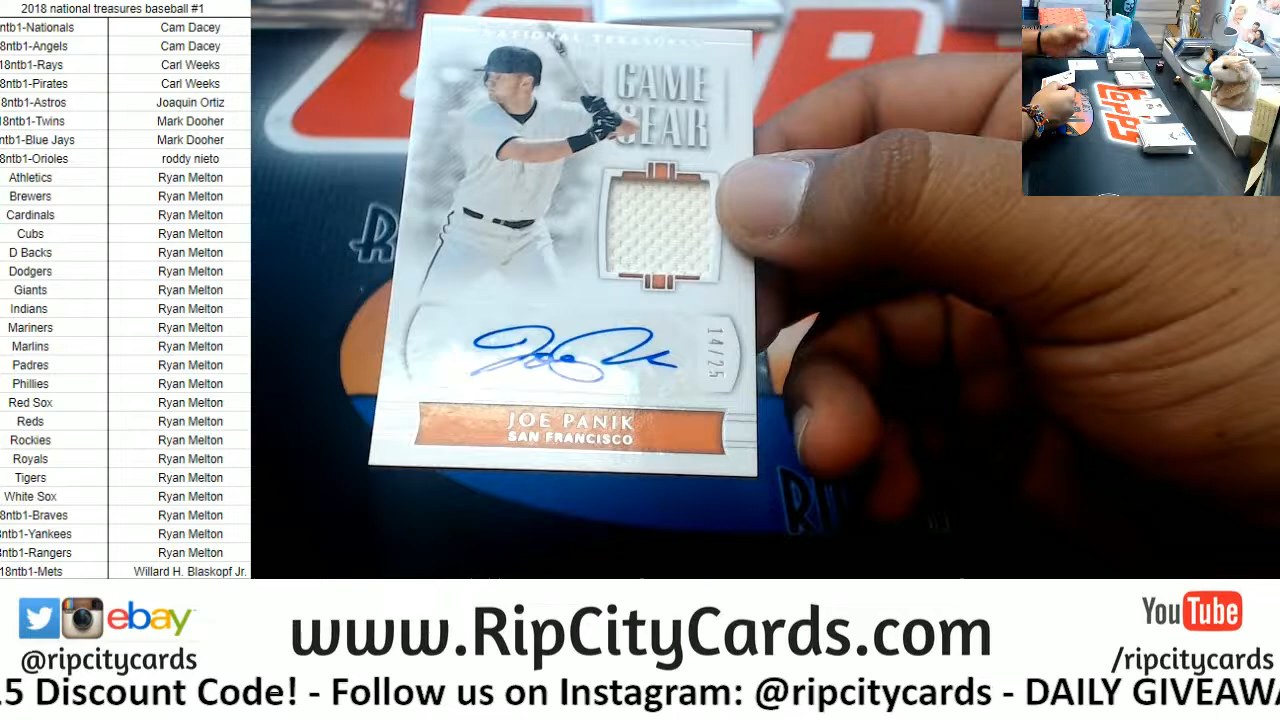 2018 national treasures baseball #1
ntb1-Nationals Cam Dacey
18ntb1-Angels Cam Dacey
18ntb1-Rays Carl Weeks
8ntb1-Pirates Carl Weeks
8ntb1-Astros Joaquin Ortiz
18ntb1-Twins Mark Dooher
ntb1-Blue Jays Mark Dooher
18ntb1-Orioles roddy nieto
Athletics Ryan Melton
Brewers Ryan Melton
Cardinals Ryan Melton
Cubs Ryan Melton
D Backs Ryan Melton
Dodgers Ryan Melton
Giants Ryan Melton
Indians Ryan Melton
Mariners Ryan Melton
Marlins Ryan Melton
Padres Ryan Melton
Phillies Ryan Melton
Red Sox Ryan Melton
Reds Ryan Melton
Rockies Ryan Melton
Royals Ryan Melton
Tigers Ryan Melton
White Sox Ryan Melton
8ntb1-Braves Ryan Melton
ntb1-Yankees Ryan Melton
ntb1-Rangers Ryan Melton
18ntb1-Mets Willard H. Blaskopf Jr.
NATIONAL TREASURES
GAME
GEAR
14/25
JOE PANIK
SAN FRANCISCO
ebay
@ripcitycards
www.RipCityCards.com
YouTube
/ripcitycards
5 Discount Code! - Follow us on Instagram: @ripcitycards - DAILY GIVEAWA